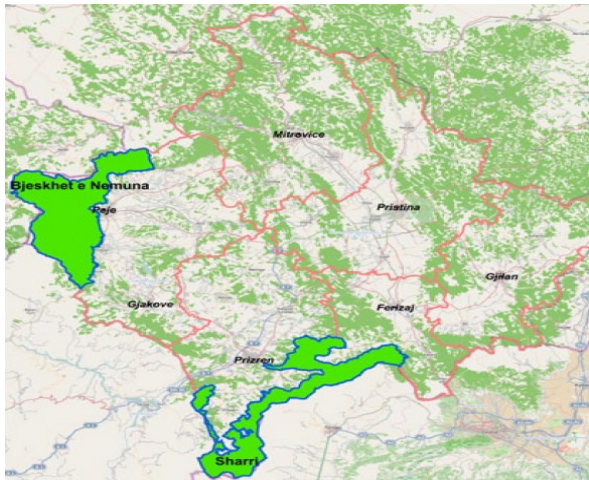 Mitrovice
Bjeskhet e Nemuna
Peje
Pristina
Gjakove
Gjilan
Ferizaj
Prizren
Sharri